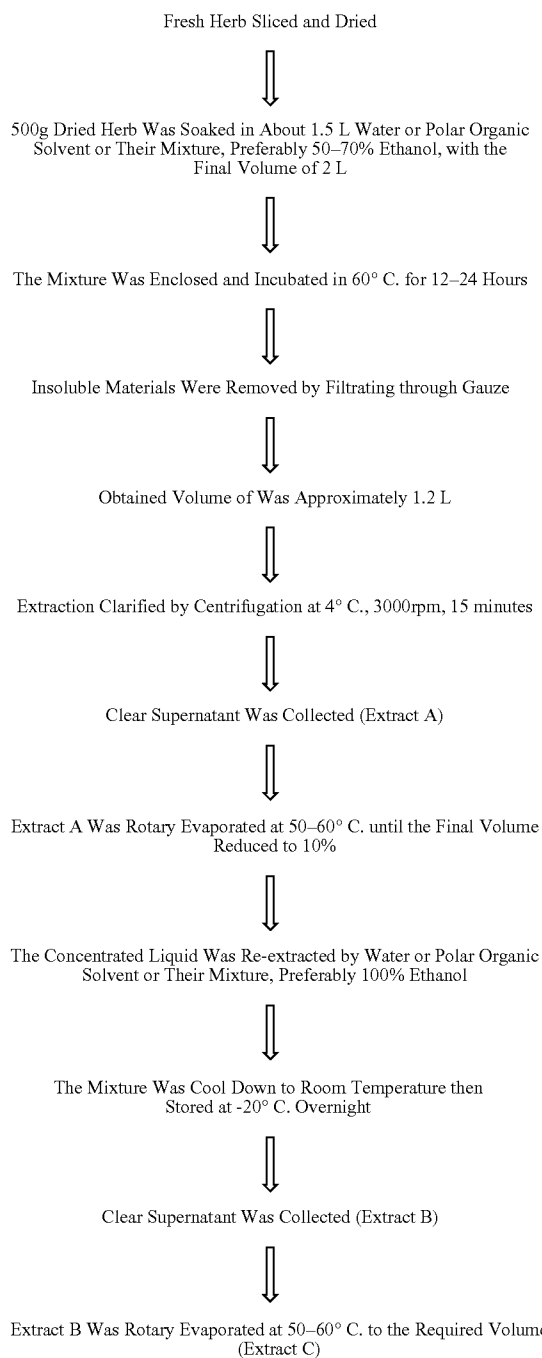 Fresh Herb Sliced and Dried
500g Dried Herb Was Soaked in About 1.5 L Water or Polar Organic
Solvent or Their Mixture, Preferably 50–70% Ethanol, with the
Final Volume of 2 L
The Mixture Was Enclosed and Incubated in 60° C. for 12–24 Hours
Insoluble Materials Were Removed by Filtrating through Gauze
Obtained Volume of Was Approximately 1.2 L
Extraction Clarified by Centrifugation at 4° C., 3000rpm, 15 minutes
Clear Supernatant Was Collected (Extract A)
Extract A Was Rotary Evaporated at 50–60° C. until the Final Volume
Reduced to 10%
The Concentrated Liquid Was Re-extracted by Water or Polar Organic
Solvent or Their Mixture, Preferably 100% Ethanol
The Mixture Was Cool Down to Room Temperature then
Stored at -20° C. Overnight
Clear Supernatant Was Collected (Extract B)
Extract B Was Rotary Evaporated at 50–60° C. to the Required Volume
(Extract C)